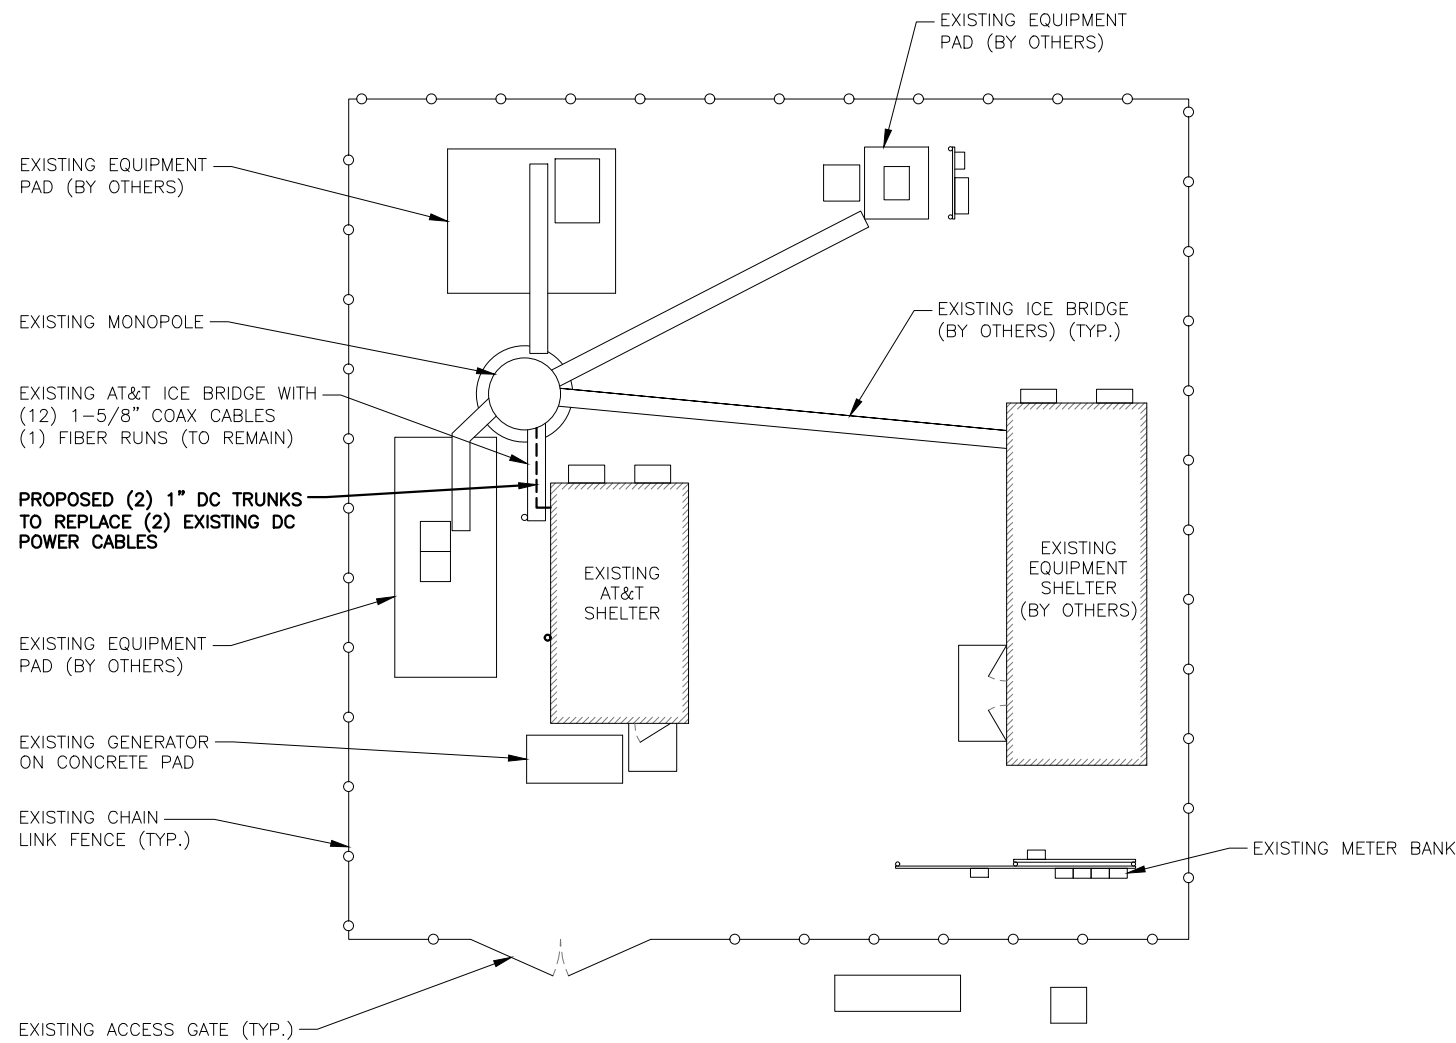 EXISTING EQUIPMENT
PAD (BY OTHERS)
EXISTING EQUIPMENT
PAD (BY OTHERS)
EXISTING MONOPOLE
EXISTING ICE BRIDGE
(BY OTHERS) (TYP.)
EXISTING AT&T ICE BRIDGE WITH
(12) 1-5/8" COAX CABLES
(1) FIBER RUNS (TO REMAIN)
PROPOSED (2) 1" DC TRUNKS
TO REPLACE (2) EXISTING DC
POWER CABLES
EXISTING
AT&T
SHELTER
EXISTING
EQUIPMENT
SHELTER
(BY OTHERS)
EXISTING EQUIPMENT
PAD (BY OTHERS)
EXISTING GENERATOR
ON CONCRETE PAD
EXISTING CHAIN
LINK FENCE (TYP.)
EXISTING METER BANK
EXISTING ACCESS GATE (TYP.)